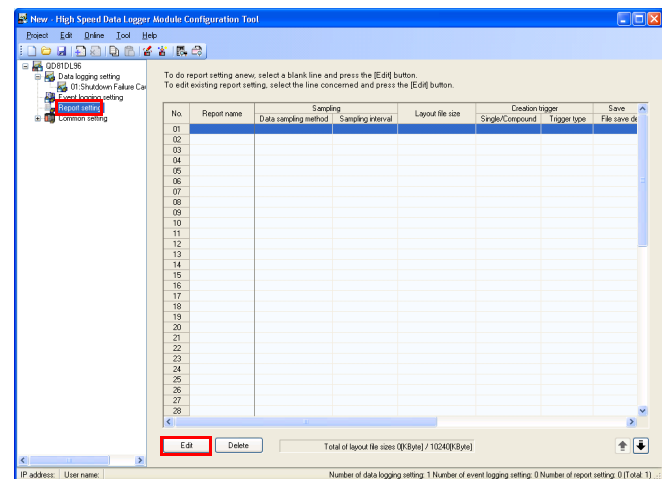 New - High Speed Data Logger Module Configuration Tool
Project Edit Online Tool Help
QD81DL96
Data logging setting
01:Shutdown Failure Ca
Event logging setting
Report setting
Common setting
To do report setting anew, select a blank line and press the [Edit] button.
To edit existing report setting, select the line concerned and press the [Edit] button.
No. Report name Sampling Layout file size Creation trigger Save
Data sampling method Sampling interval Single/Compound Trigger type File save de
01
02
03
04
05
06
07
08
09
10
11
12
13
14
15
16
17
18
19
20
21
22
23
24
25
26
27
28
Edit Delete Total of layout file sizes 0[KByte] / 10240[KByte]
IP address: User name: Number of data logging setting: 1 Number of event logging setting: 0 Number of report setting: 0 (Total: 1)